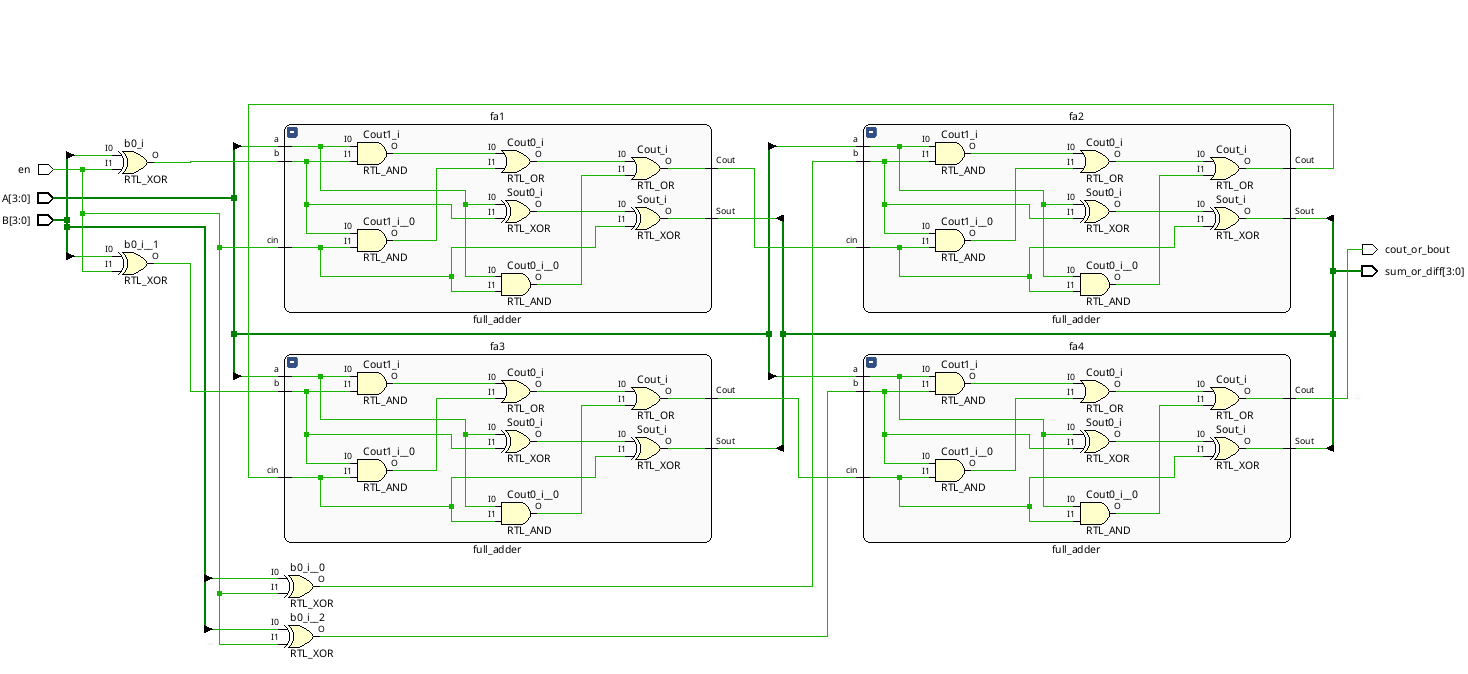 en
A[3:0]
B[3:0]
b0_i
I0
I1
O
RTL_XOR
b0_i__1
I0
I1
O
RTL_XOR
fa1
a
b
cin
Cout1_i
I0
I1
O
RTL_AND
Cout1_i__0
I0
I1
O
RTL_AND
Cout0_i
I0
I1
O
RTL_OR
Sout0_i
I0
I1
O
RTL_XOR
Cout0_i__0
I0
I1
O
RTL_AND
Cout_i
I0
I1
O
RTL_OR
Sout_i
I0
I1
O
RTL_XOR
Cout
Sout
full_adder
fa2
a
b
cin
Cout1_i
I0
I1
O
RTL_AND
Cout1_i__0
I0
I1
O
RTL_AND
Cout0_i
I0
I1
O
RTL_OR
Sout0_i
I0
I1
O
RTL_XOR
Cout0_i__0
I0
I1
O
RTL_AND
Cout_i
I0
I1
O
RTL_OR
Sout_i
I0
I1
O
RTL_XOR
Cout
Sout
full_adder
cout_or_bout
sum_or_diff[3:0]
fa3
a
b
cin
Cout1_i
I0
I1
O
RTL_AND
Cout1_i__0
I0
I1
O
RTL_AND
Cout0_i
I0
I1
O
RTL_OR
Sout0_i
I0
I1
O
RTL_XOR
Cout0_i__0
I0
I1
O
RTL_AND
Cout_i
I0
I1
O
RTL_OR
Sout_i
I0
I1
O
RTL_XOR
Cout
Sout
full_adder
fa4
a
b
cin
Cout1_i
I0
I1
O
RTL_AND
Cout1_i__0
I0
I1
O
RTL_AND
Cout0_i
I0
I1
O
RTL_OR
Sout0_i
I0
I1
O
RTL_XOR
Cout0_i__0
I0
I1
O
RTL_AND
Cout_i
I0
I1
O
RTL_OR
Sout_i
I0
I1
O
RTL_XOR
Cout
Sout
full_adder
b0_i__0
I0
I1
O
RTL_XOR
b0_i__2
I0
I1
O
RTL_XOR